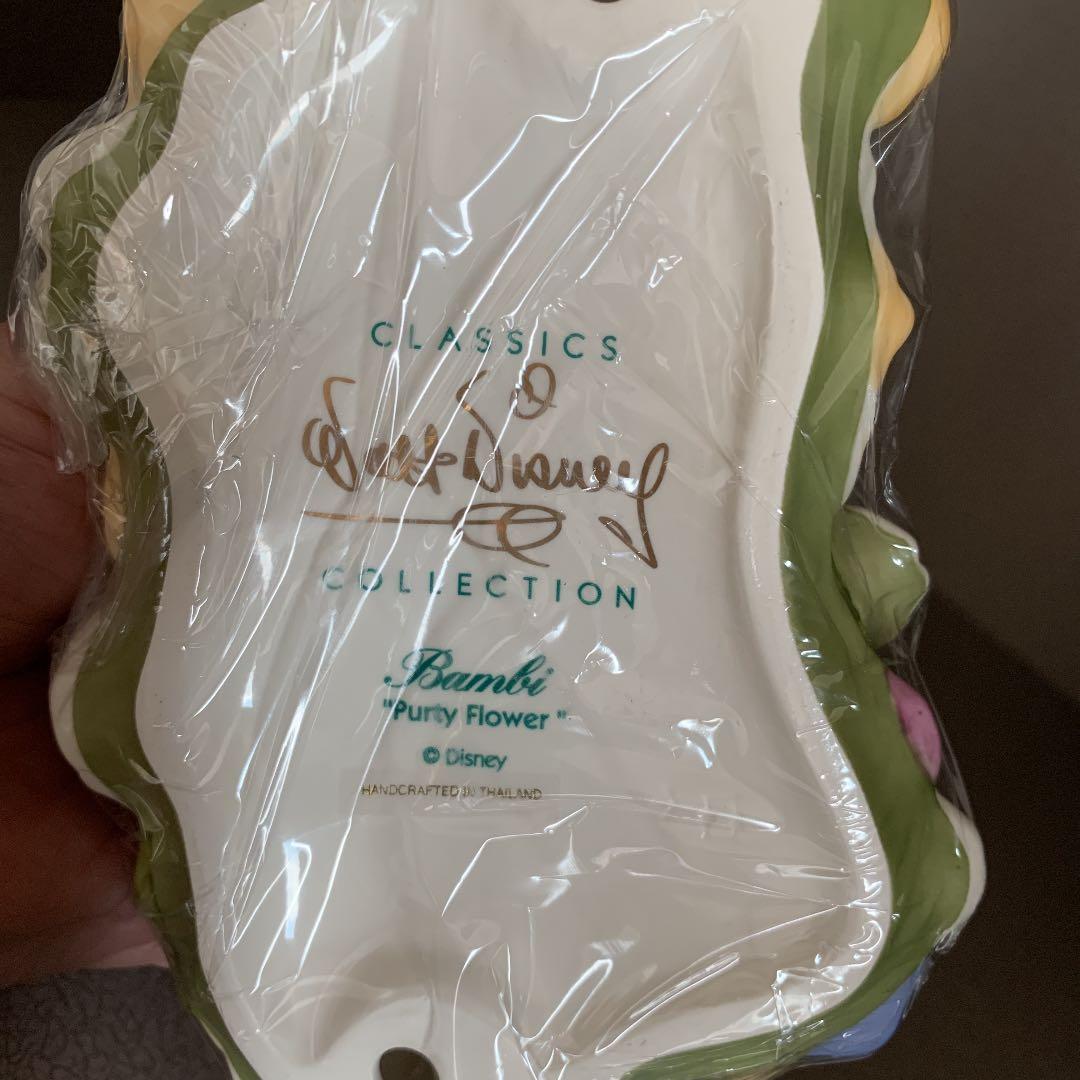 CLASSICS
Walt Disney
COLLECTION
Bambi
"Purty Flower"
© Disney
HANDCRAFTED IN THAILAND